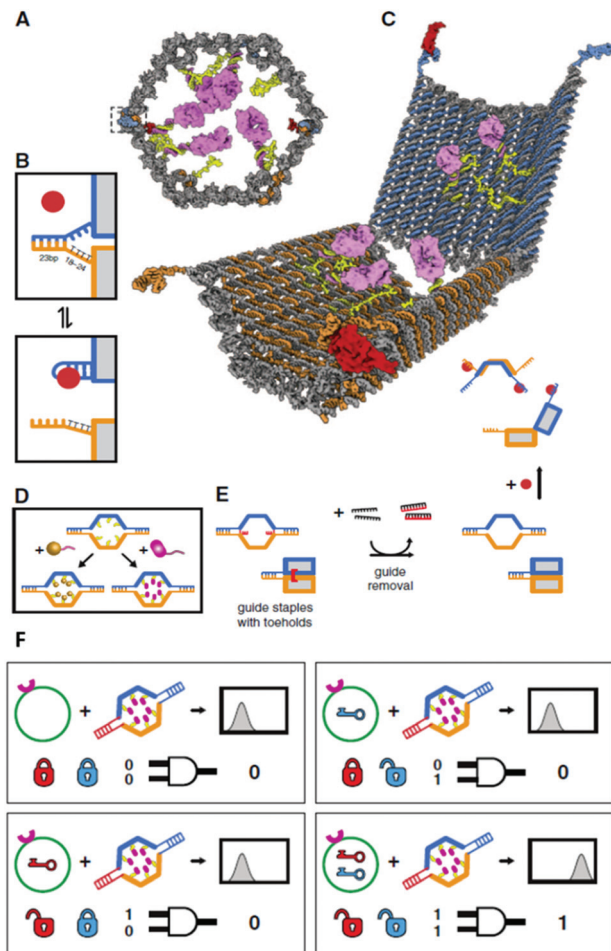 A
C
B
23bp
18–24
D
E
+
+
+
+
guide
removal
guide staples
with toeholds
F
+
0
0
0
+
0
1
0
+
1
0
0
+
1
1
1